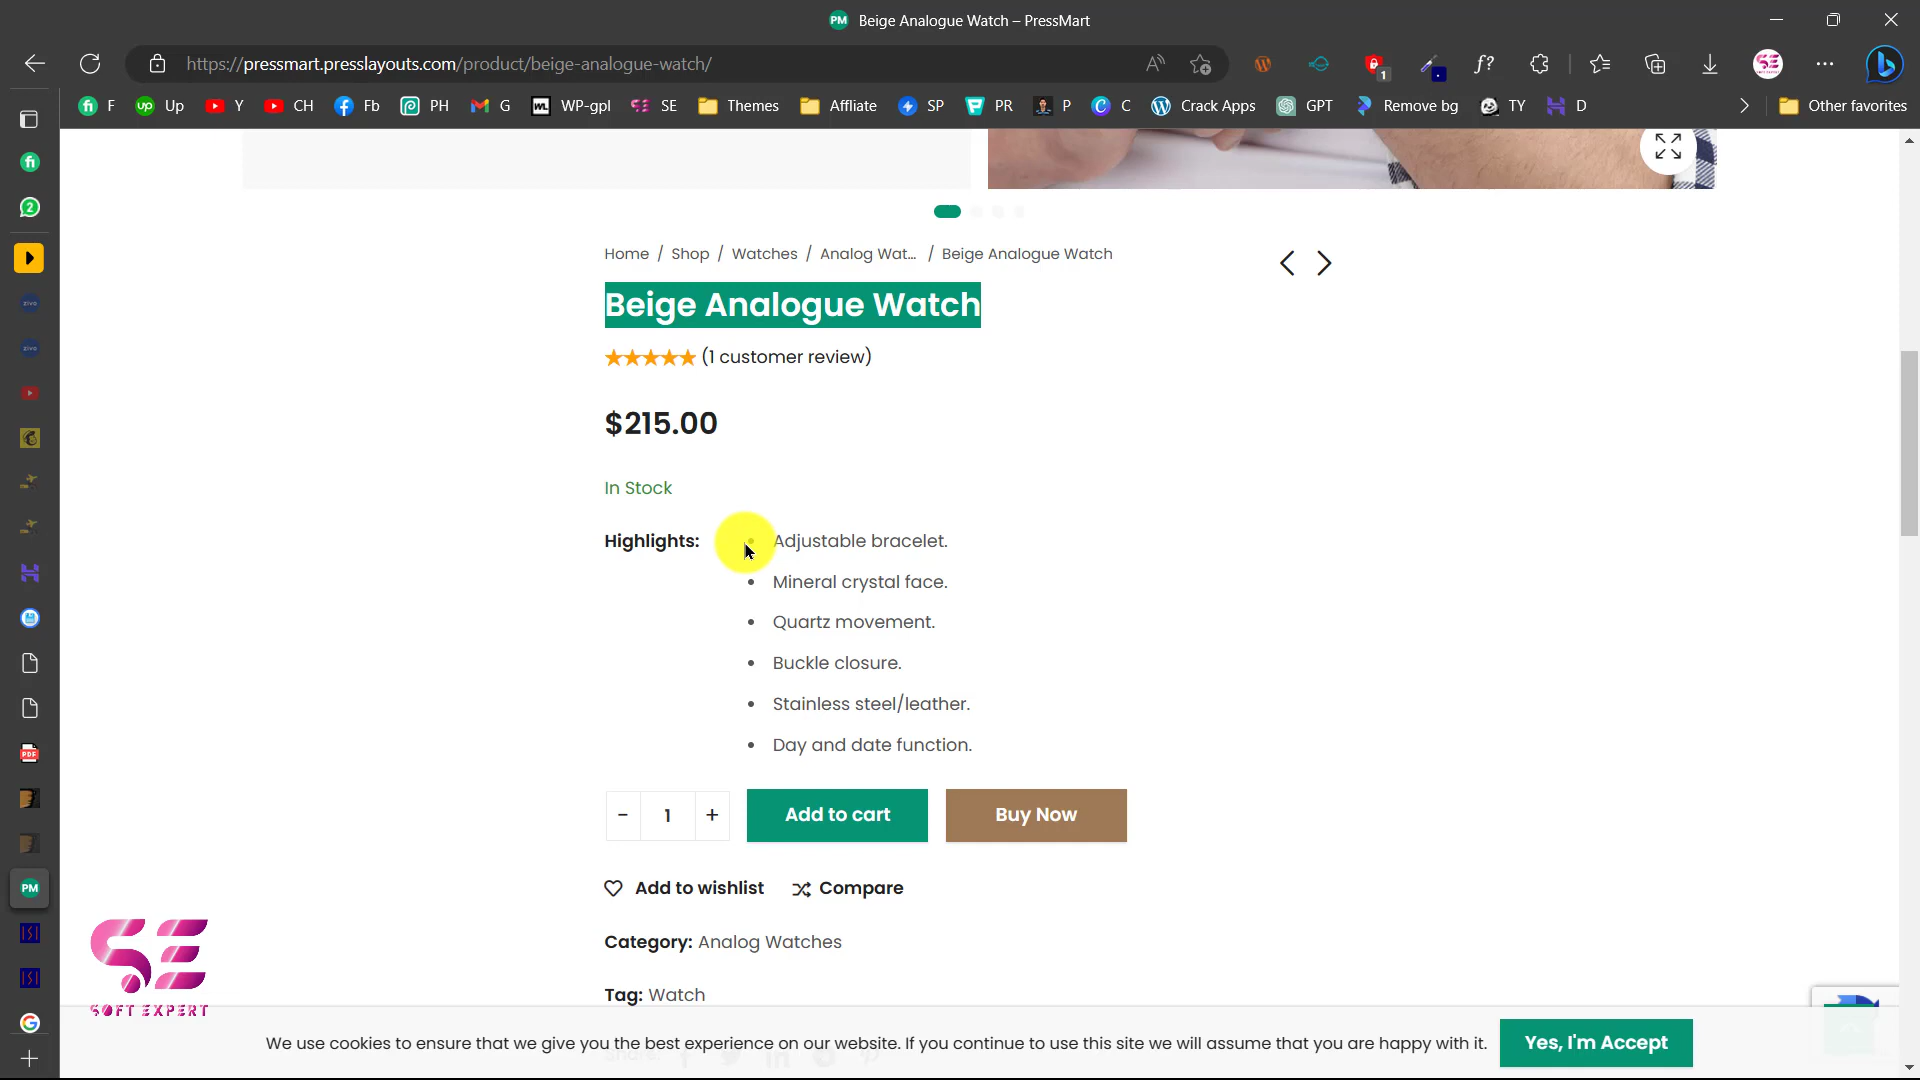 PM Beige Analogue Watch – PressMart
https://pressmart.presslayouts.com/product/beige-analogue-watch/
F Up Y CH Fb PH G WP-gpl SE Themes Affliate SP PR P C Crack Apps GPT Remove bg TY D Other favorites
Home / Shop / Watches / Analog Wat... / Beige Analogue Watch
Beige Analogue Watch
(1 customer review)
$215.00
In Stock
Highlights:
• Adjustable bracelet.
• Mineral crystal face.
• Quartz movement.
• Buckle closure.
• Stainless steel/leather.
• Day and date function.
- 1 + Add to cart Buy Now
Add to wishlist Compare
Category: Analog Watches
Tag: Watch
SE
SOFT EXPERT
We use cookies to ensure that we give you the best experience on our website. If you continue to use this site we will assume that you are happy with it. Yes, I'm Accept